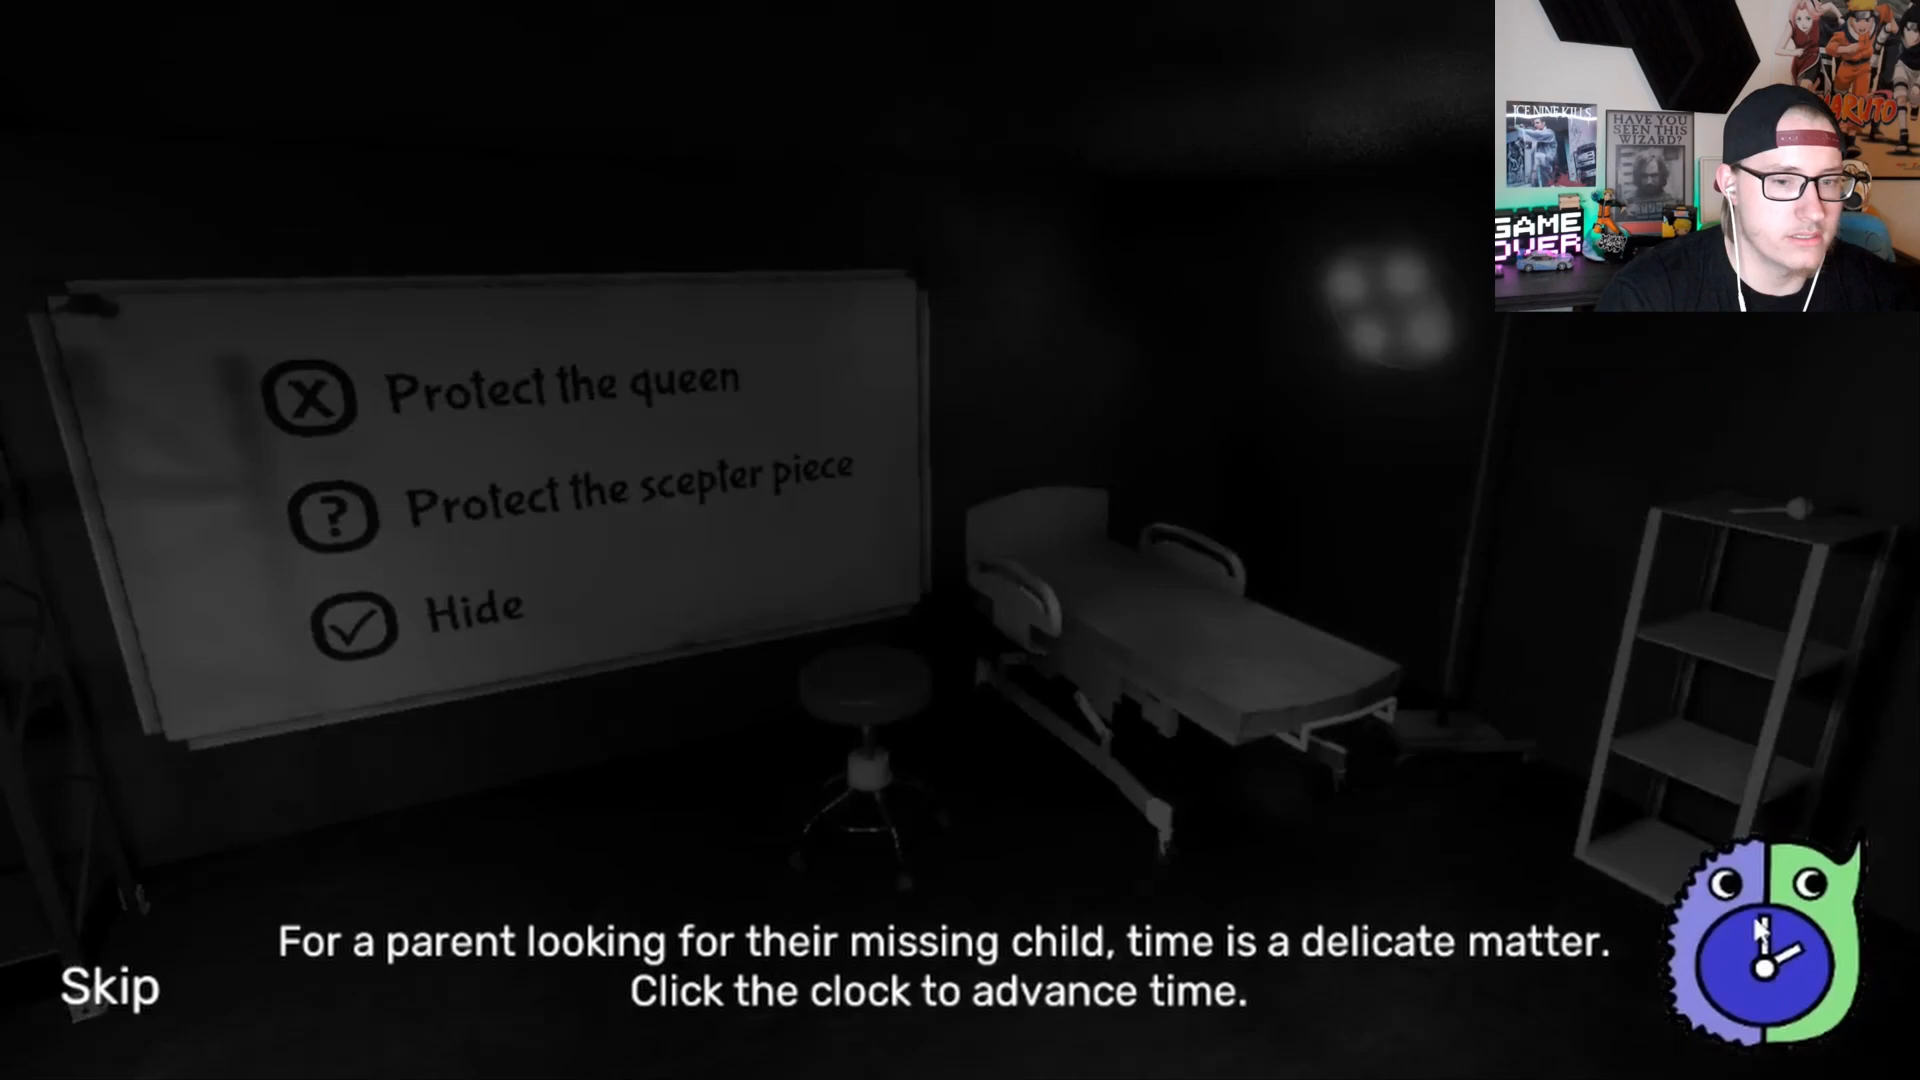 ICE NINE KILLS
HAVE YOU
SEEN THIS
WIZARD?
NARUTO
GAME
OVER
X Protect the queen
? Protect the scepter piece
✓ Hide
For a parent looking for their missing child, time is a delicate matter.
Click the clock to advance time.
Skip